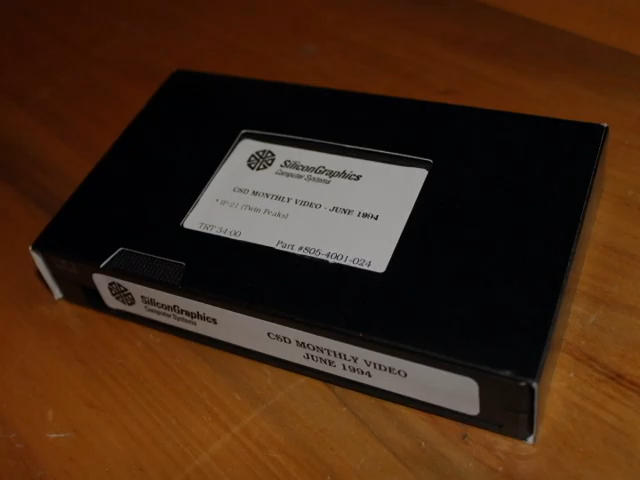 SiliconGraphics
Computer Systems
CSD MONTHLY VIDEO - JUNE 1994
• IP-21 (Twin Peaks)
TRT 34:00
Part #805-4001-024
SiliconGraphics
Computer Systems
CSD MONTHLY VIDEO
JUNE 1994